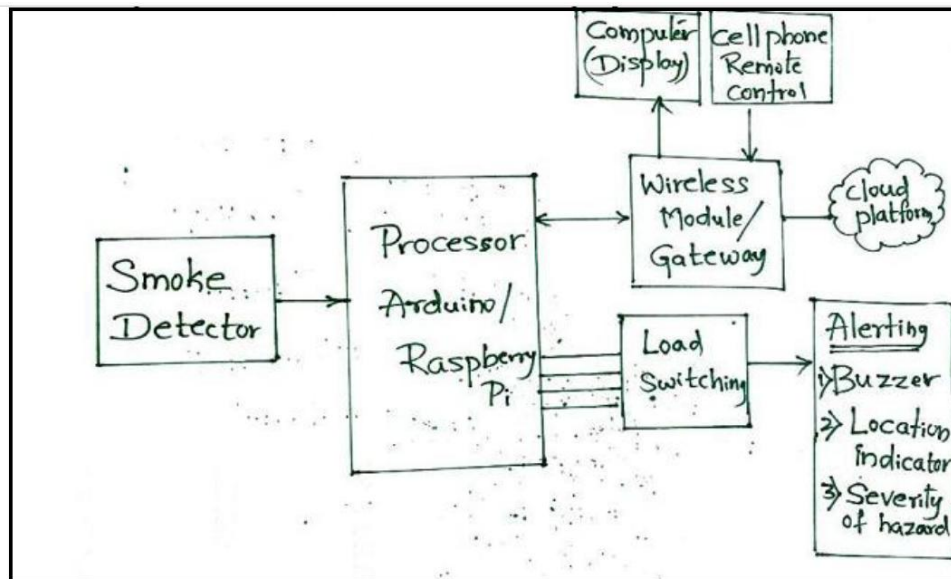 Computer
(Display)
Cell phone
Remote
control
Wireless
Module/
Gateway
Cloud
platform
Smoke
Detector
Processor
Arduino/
Raspberry
Pi
Load
Switching
Alerting
1) Buzzer
2) Location
indicator
3) Severity
of hazard